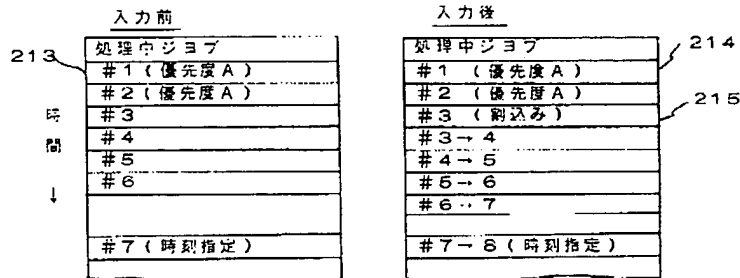 入力前
213
処理中ジョブ
#1(優先度A)
#2(優先度A)
#3
#4
#5
#6
#7(時刻指定)
時間
↓
入力後
処理中ジョブ
214
#1 (優先度A)
#2 (優先度A)
#3 (割込み)
215
#3→4
#4→5
#5→6
#6→7
#7→8(時刻指定)